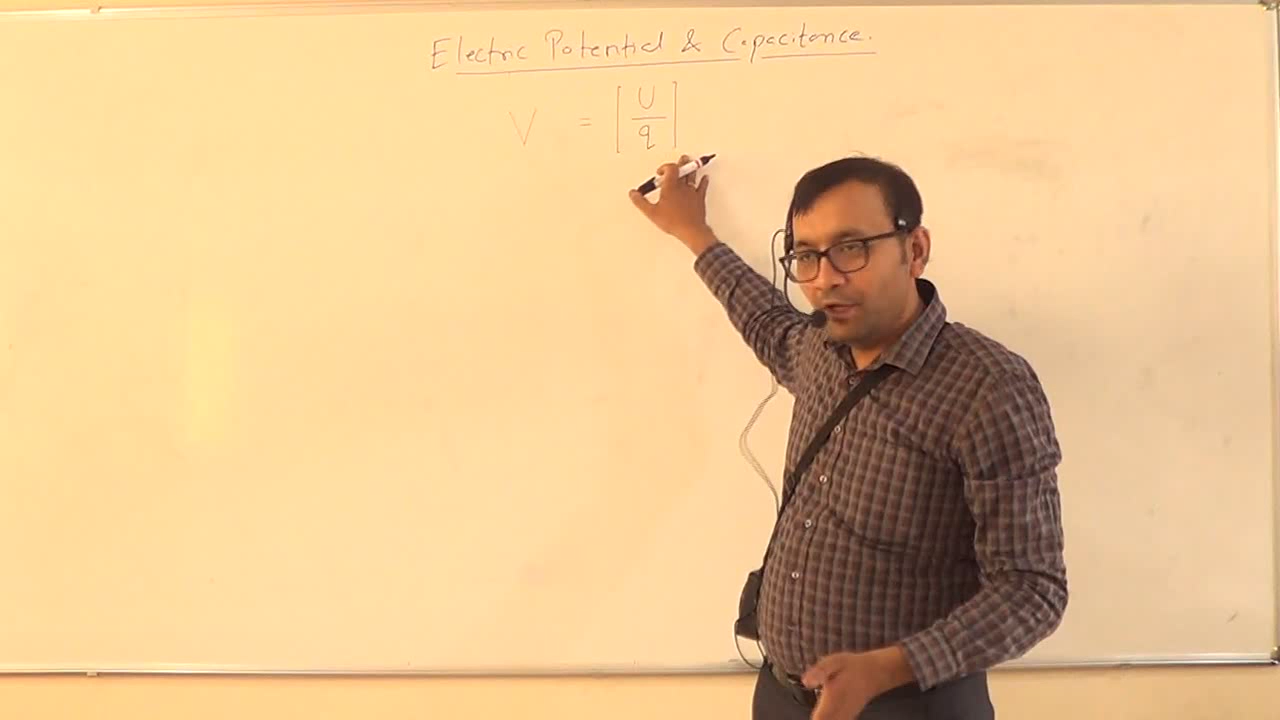 Electric Potential & Capacitance.
V = [U/q]